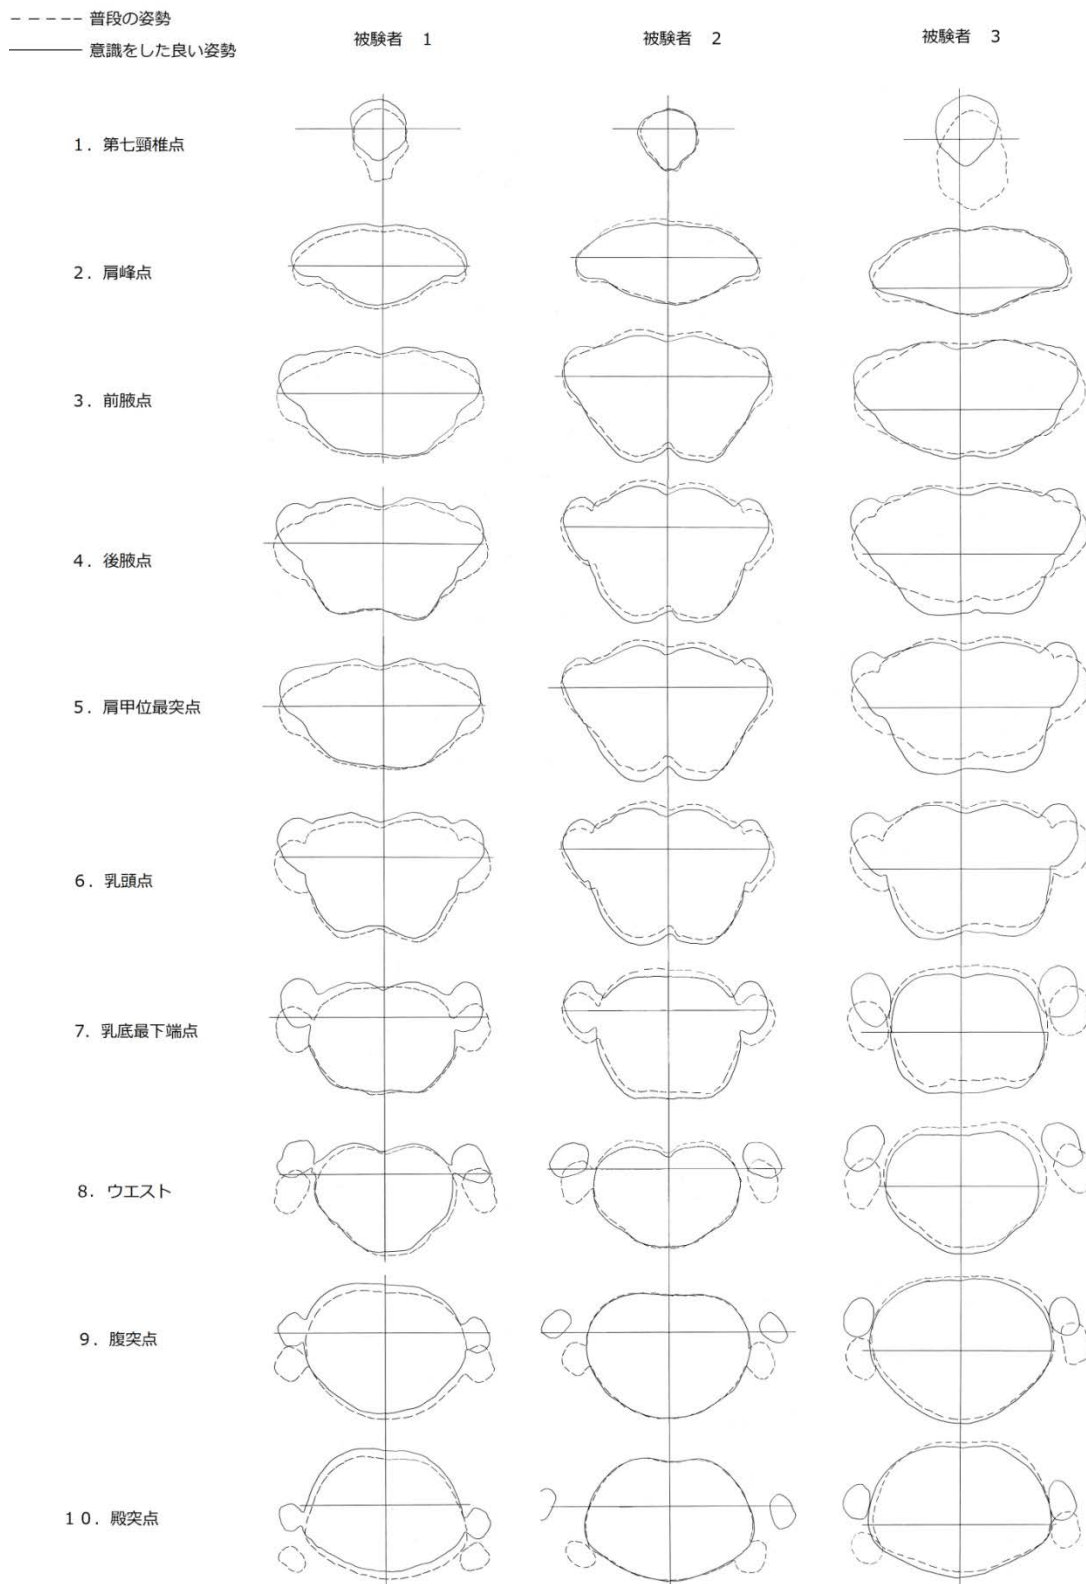 普段の姿勢
意識をした良い姿勢
被験者 1
被験者 2
被験者 3
1. 第七頸椎点
2. 肩峰点
3. 前腋点
4. 後腋点
5. 肩甲位最突点
6. 乳頭点
7. 乳底最下端点
8. ウエスト
9. 腹突点
10. 殿突点